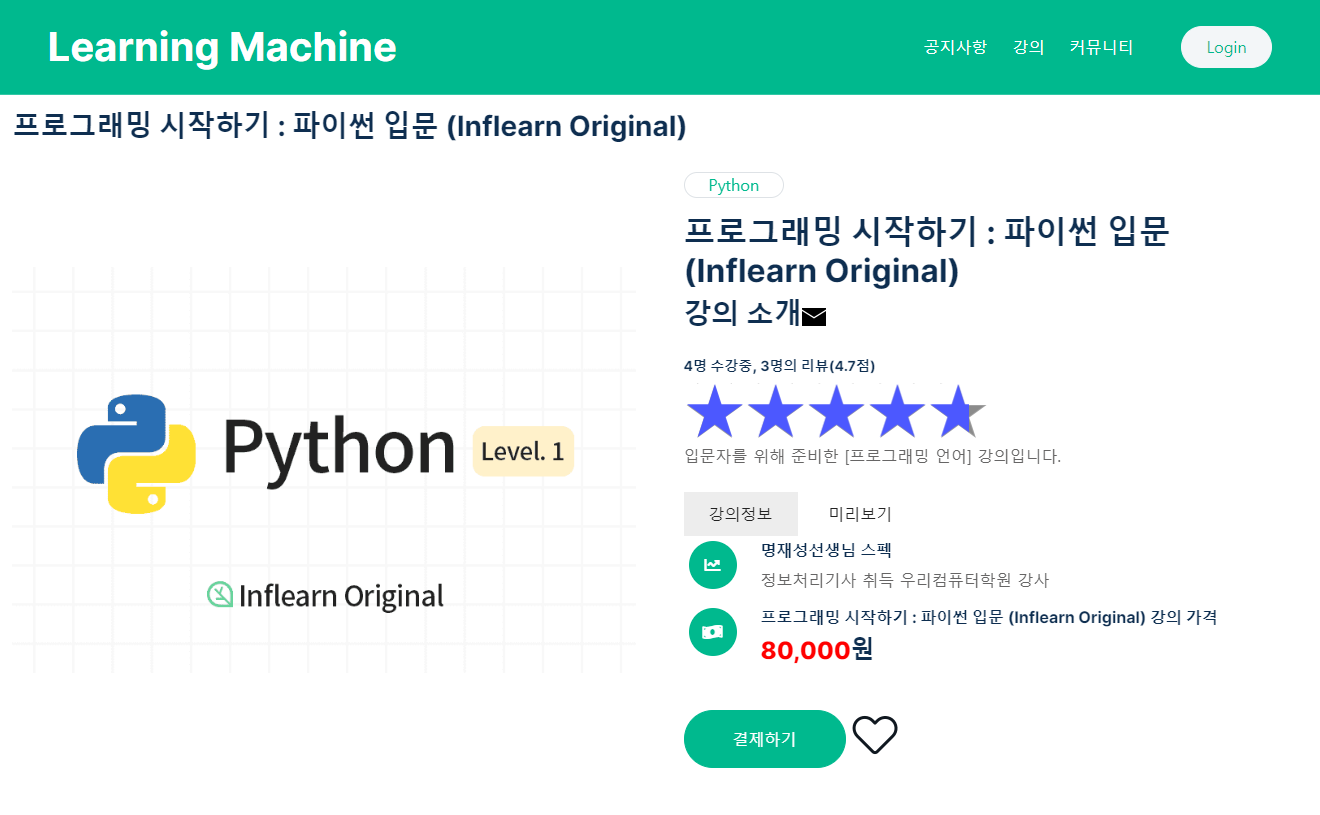 Learning Machine
공지사항 강의 커뮤니티 Login
프로그래밍 시작하기 : 파이썬 입문 (Inflearn Original)
Python Level. 1
Inflearn Original
Python
프로그래밍 시작하기 : 파이썬 입문
(Inflearn Original)
강의 소개
4명 수강중, 3명의 리뷰(4.7점)
입문자를 위해 준비한 [프로그래밍 언어] 강의입니다.
강의정보 미리보기
명재성선생님 스펙
정보처리기사 취득 우리컴퓨터학원 강사
프로그래밍 시작하기 : 파이썬 입문 (Inflearn Original) 강의 가격
80,000원
결제하기